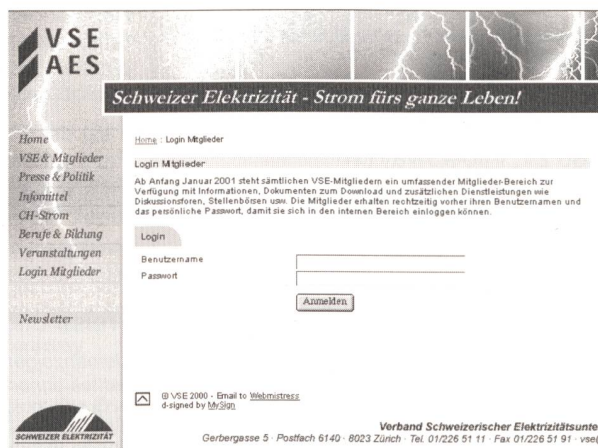 VSE
AES
Schweizer Elektrizität - Strom fürs ganze Leben!
Home
VSE & Mitglieder
Presse & Politik
Infomittel
CH-Strom
Berufe & Bildung
Veranstaltungen
Login Mitglieder
Newsletter
SCHWEIZER ELEKTRIZITÄT
Home : Login Mitglieder
Login Mitglieder
Ab Anfang Januar 2001 steht sämtlichen VSE-Mitgliedern ein umfassender Mitglieder-Bereich zur
Verfügung mit Informationen, Dokumenten zum Download und zusätzlichen Dienstleistungen wie
Diskussionsforen, Stellenbörsen usw. Die Mitglieder erhalten rechtzeitig vorher ihren Benutzernamen und
das persönliche Passwort, damit sie sich in den internen Bereich einloggen können.
Login
Benutzername
Passwort
Anmelden
@ VSE 2000 - Email to Webmistress
d-signed by MySign
Verband Schweizerischer Elektrizitätsunte
Gerbergasse 5 · Postfach 6140 · 8023 Zürich · Tel. 01/226 51 11 · Fax 01/226 51 91 · vse@